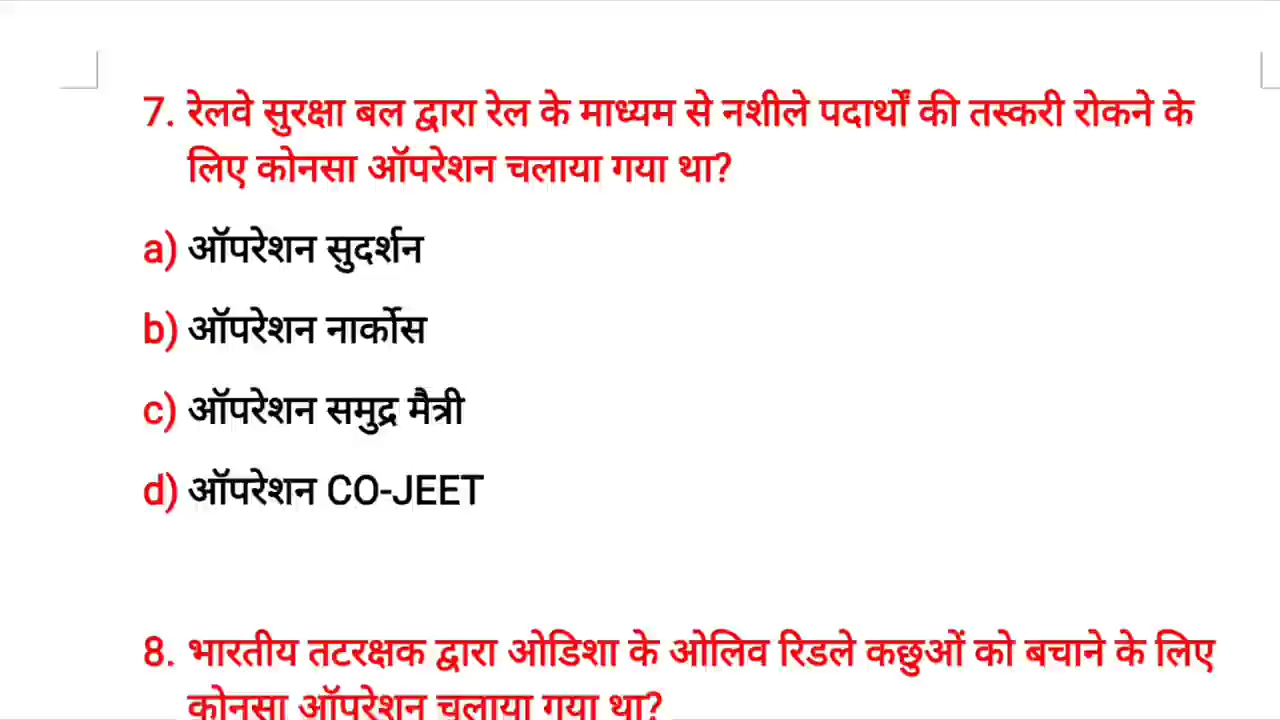 7. रेलवे सुरक्षा बल द्वारा रेल के माध्यम से नशीले पदार्थों की तस्करी रोकने के
लिए कोनसा ऑपरेशन चलाया गया था?
a) ऑपरेशन सुदर्शन
b) ऑपरेशन नार्कोस
c) ऑपरेशन समुद्र मैत्री
d) ऑपरेशन CO-JEET
8. भारतीय तटरक्षक द्वारा ओडिशा के ओलिव रिडले कछुओं को बचाने के लिए
कोनसा ऑपरेशन चलाया गया था?